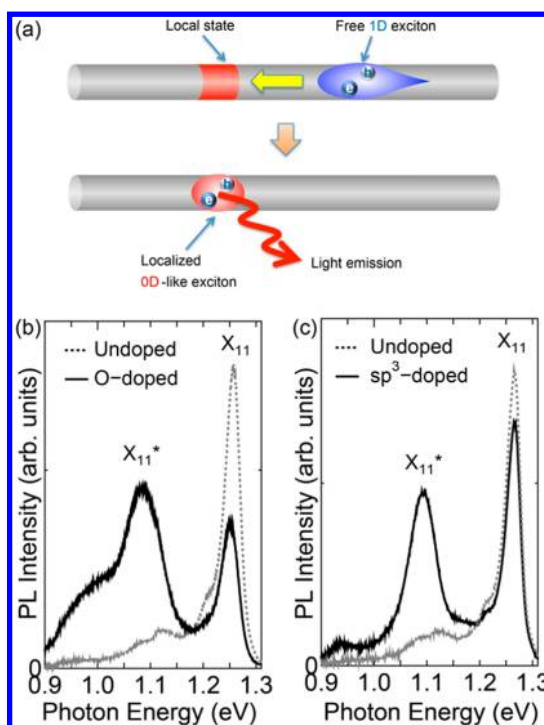 (a)
Local state
Free 1D exciton
h
e
h
e
Localized
0D-like exciton
Light emission
(b)
X11
Undoped
O-doped
X11*
PL Intensity (arb. units)
0
0.9 1.0 1.1 1.2 1.3
Photon Energy (eV)
(c)
X11
Undoped
sp³-doped
X11*
PL Intensity (arb. units)
0
0.9 1.0 1.1 1.2 1.3
Photon Energy (eV)